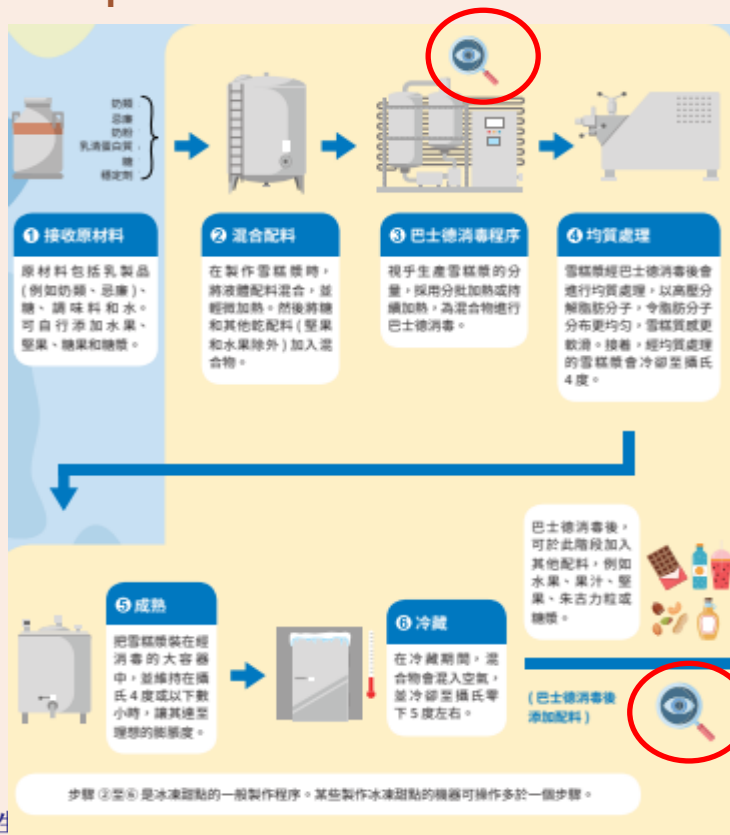 奶類
忌廉
奶粉
乳清蛋白質
糖
穩定劑
❶ 接收原材料
原材料包括乳製品
(例如奶類、忌廉)、
糖、調味料和水。
可自行添加水果、
堅果、糖果和糖漿。
❷ 混合配料
在製作雪糕漿時，
將液體配料混合，並
輕微加熱。然後將糖
和其他乾配料(堅果
和水果除外)加入混
合物。
❸ 巴士德消毒程序
視乎生產雪糕漿的分
量，採用分批加熱或持
續加熱，為混合物進行
巴士德消毒。
❹ 均質處理
雪糕漿經巴士德消毒後會
進行均質處理，以高壓分
解脂肪分子，令脂肪分子
分布更均勻，雪糕質感更
軟滑。接着，經均質處理
的雪糕漿會冷卻至攝氏
4度。
❺ 成熟
把雪糕漿裝在經
消毒的大容器
中，並維持在攝
氏4度或以下數
小時，讓其達至
理想的膨脹度。
❻ 冷藏
在冷藏期間，混
合物會混入空氣，
並冷卻至攝氏零
下5度左右。
巴士德消毒後，
可於此階段加入
其他配料，例如
水果、果汁、堅
果、朱古力粒或
糖漿。
(巴士德消毒後
添加配料)
步驟 ②至⑥ 是冰凍甜點的一般製作程序。某些製作冰凍甜點的機器可操作多於一個步驟。